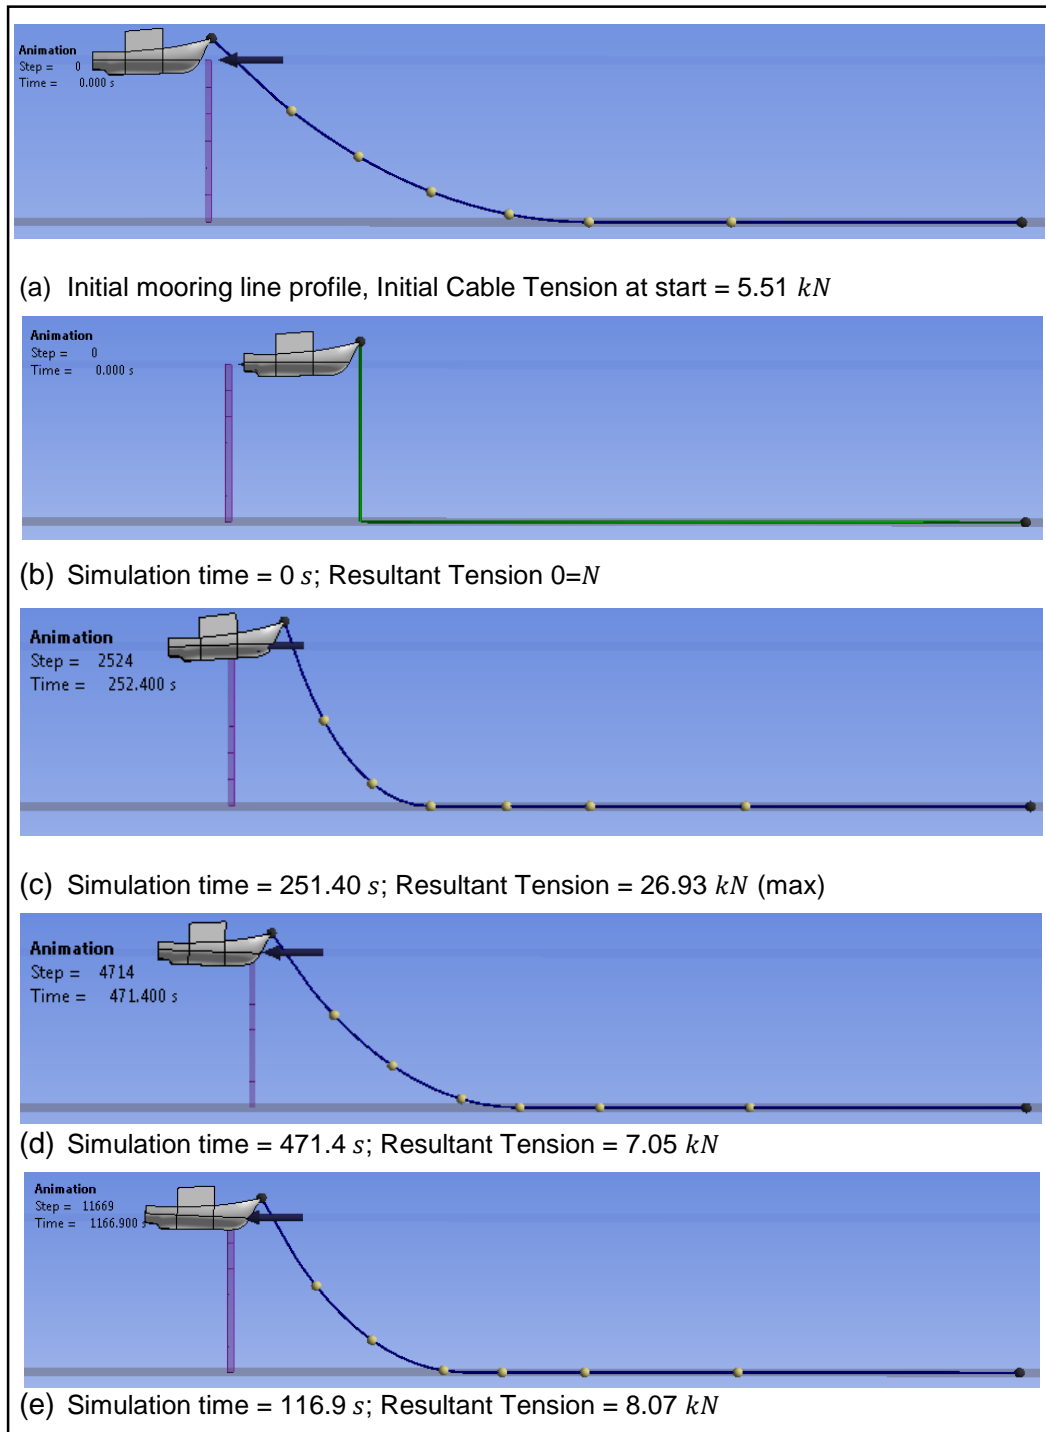 Animation
Step = 0
Time = 0.000 s
(a) Initial mooring line profile, Initial Cable Tension at start = 5.51 kN
Animation
Step = 0
Time = 0.000 s
(b) Simulation time = 0 s; Resultant Tension 0=N
Animation
Step = 2524
Time = 252.400 s
(c) Simulation time = 251.40 s; Resultant Tension = 26.93 kN (max)
Animation
Step = 4714
Time = 471.400 s
(d) Simulation time = 471.4 s; Resultant Tension = 7.05 kN
Animation
Step = 11669
Time = 1166.900 s
(e) Simulation time = 116.9 s; Resultant Tension = 8.07 kN